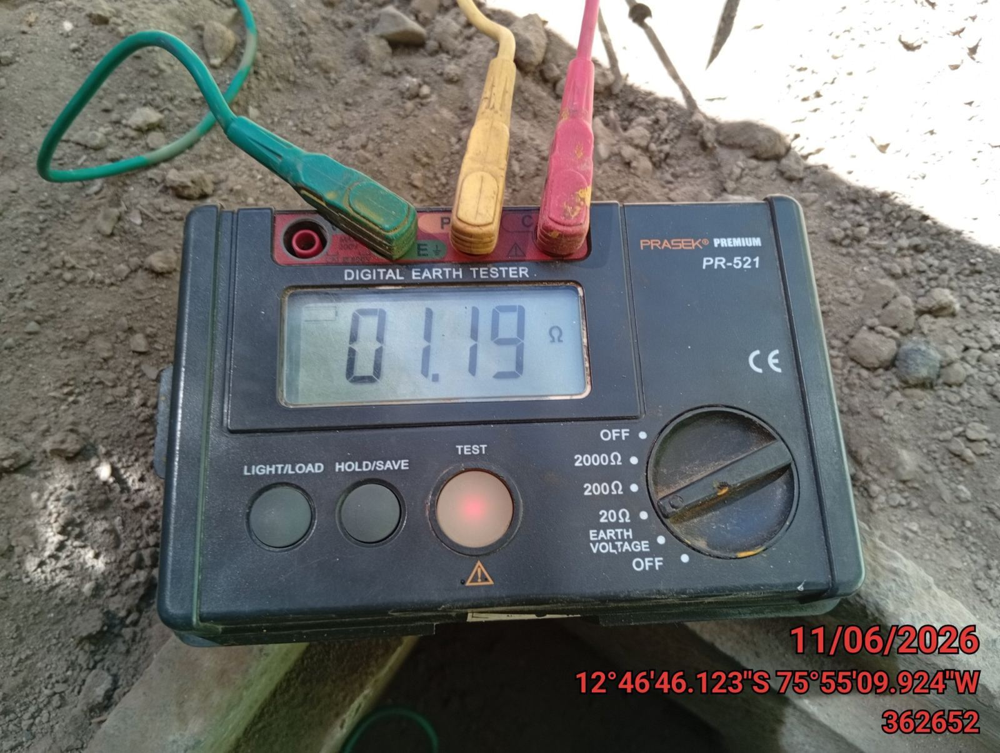 P
C
E
DIGITAL EARTH TESTER
PRASEK® PREMIUM
PR-521
01.19 Ω
CE
LIGHT/LOAD HOLD/SAVE
TEST
OFF
2000Ω
200Ω
20Ω
EARTH
VOLTAGE
OFF
11/06/2026
12°46'46.123"S 75°55'09.924"W
362652